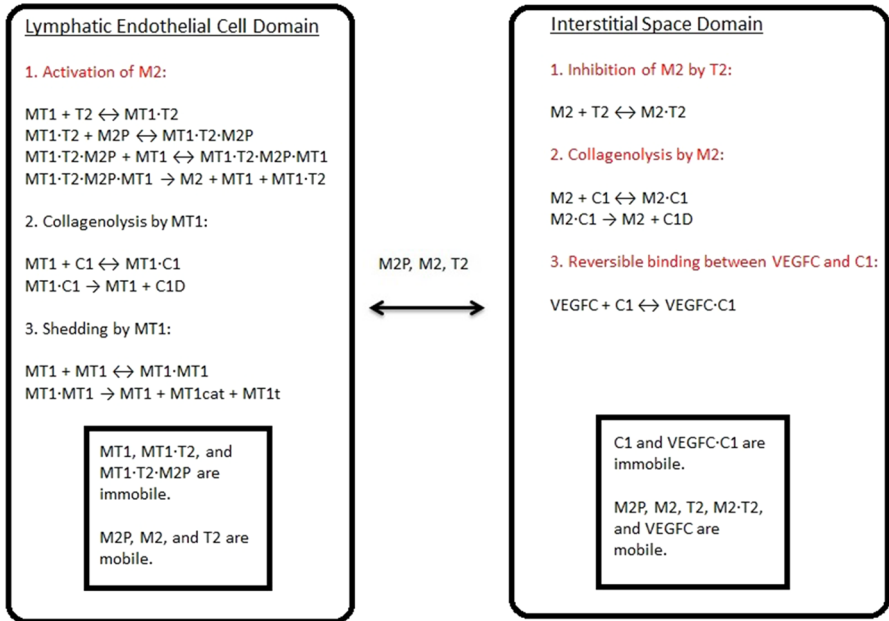 Lymphatic Endothelial Cell Domain
1. Activation of M2:
MT1 + T2 ↔ MT1·T2
MT1·T2 + M2P ↔ MT1·T2·M2P
MT1·T2·M2P + MT1 ↔ MT1·T2·M2P·MT1
MT1·T2·M2P·MT1 → M2 + MT1 + MT1·T2
2. Collagenolysis by MT1:
MT1 + C1 ↔ MT1·C1
MT1·C1 → MT1 + C1D
3. Shedding by MT1:
MT1 + MT1 ↔ MT1·MT1
MT1·MT1 → MT1 + MT1cat + MT1t
MT1, MT1·T2, and
MT1·T2·M2P are
immobile.
M2P, M2, and T2 are
mobile.
M2P, M2, T2
Interstitial Space Domain
1. Inhibition of M2 by T2:
M2 + T2 ↔ M2·T2
2. Collagenolysis by M2:
M2 + C1 ↔ M2·C1
M2·C1 → M2 + C1D
3. Reversible binding between VEGFC and C1:
VEGFC + C1 ↔ VEGFC·C1
C1 and VEGFC·C1 are
immobile.
M2P, M2, T2, M2·T2,
and VEGFC are
mobile.